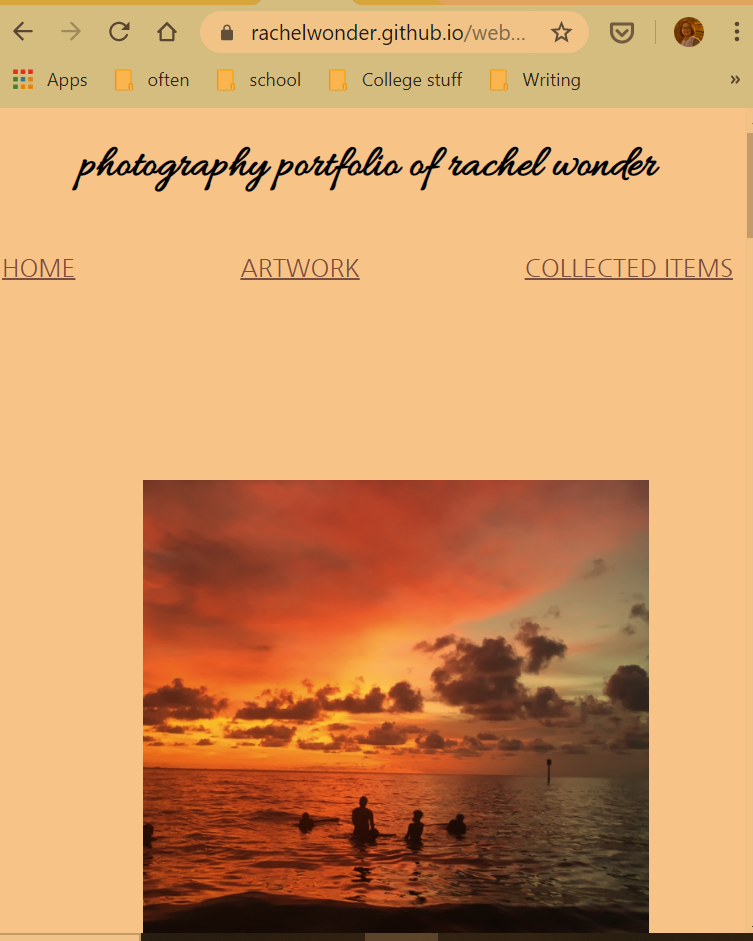 rachelwonder.github.io/web...
Apps often school College stuff Writing »
photography portfolio of rachel wonder
HOME ARTWORK COLLECTED ITEMS